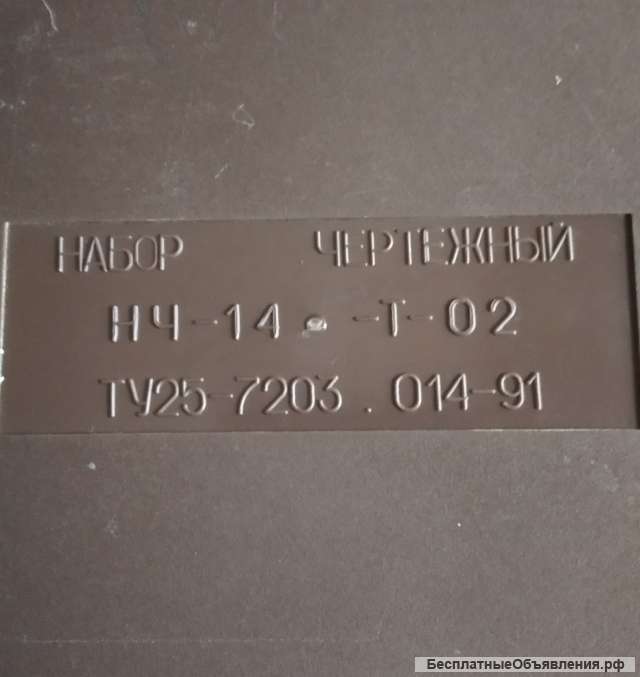 НАБОР ЧЕРТЕЖНЫЙ
НЧ-14 -Т-02
ТУ25-7203.014-91
БесплатныеОбъявления.рф